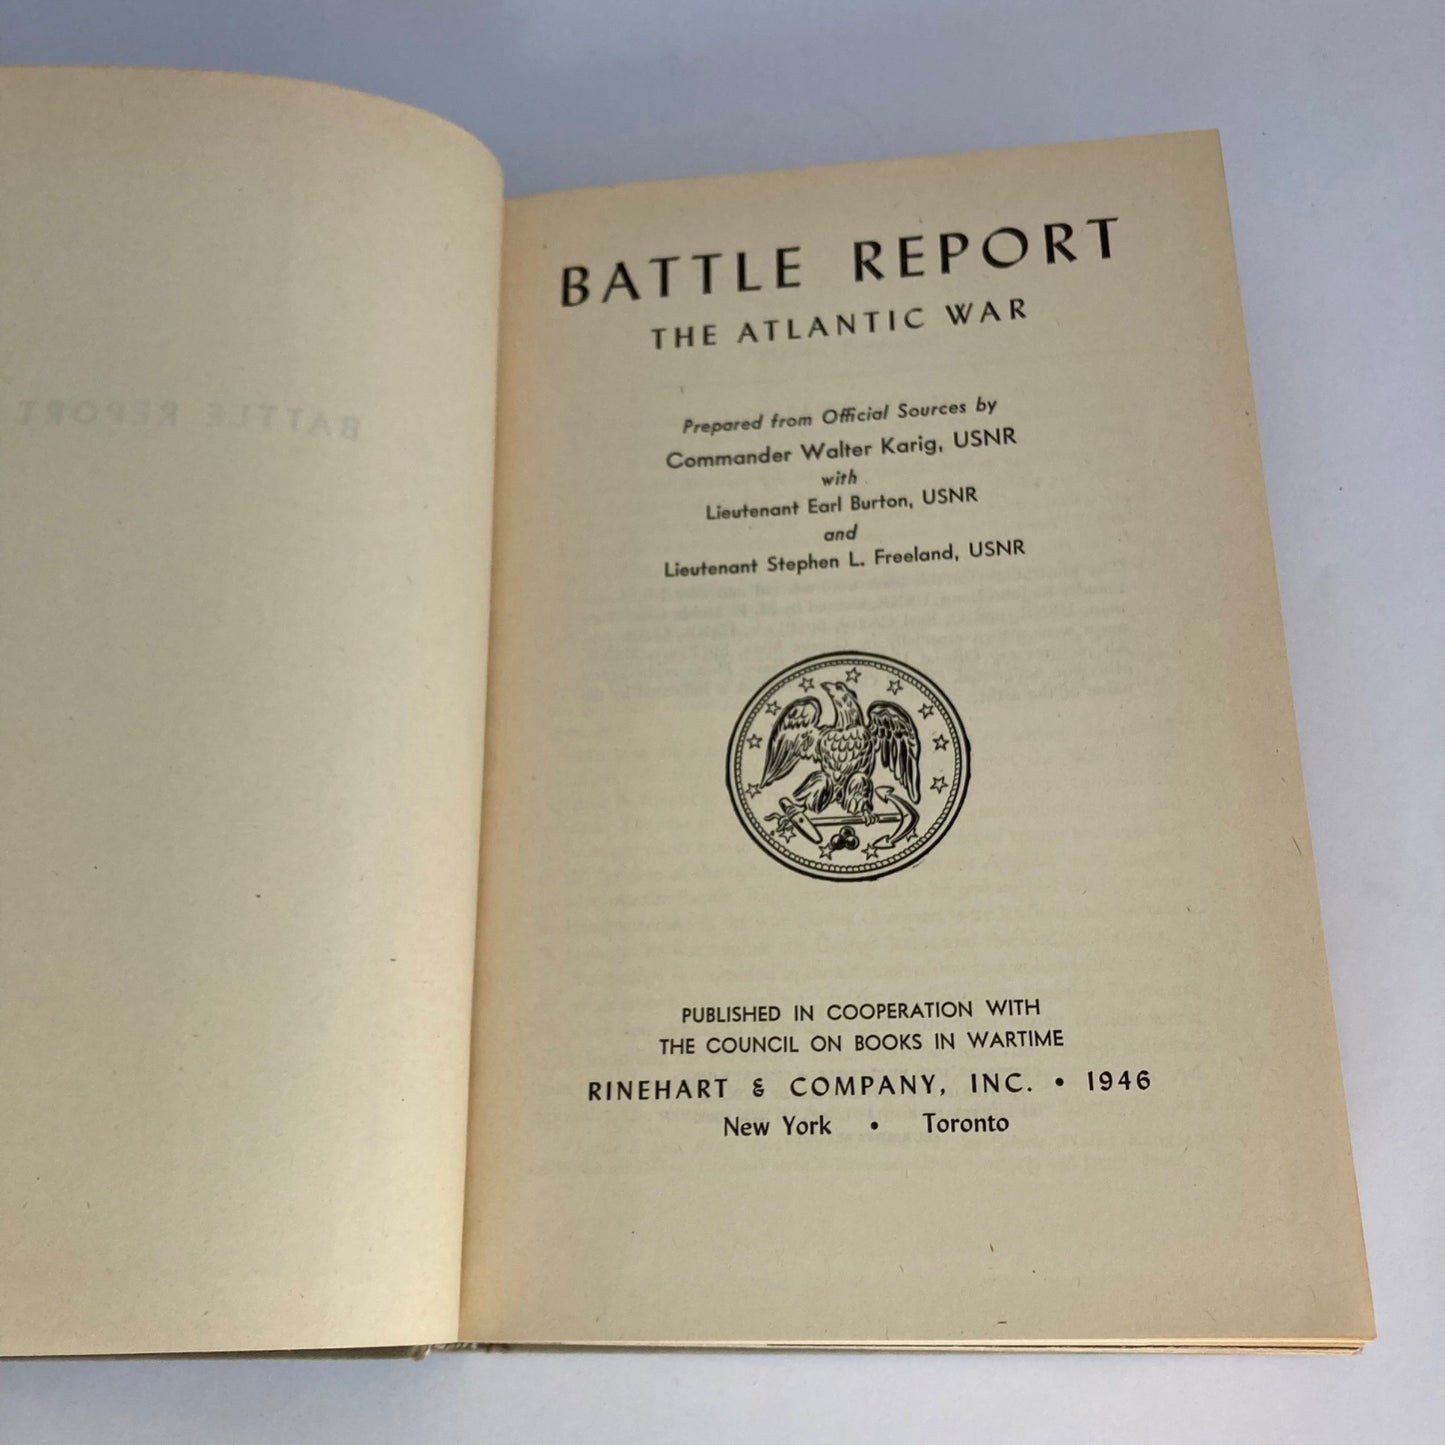 BATTLE REPORT
BATTLE REPORT
THE ATLANTIC WAR
Prepared from Official Sources by
Commander Walter Karig, USNR
with
Lieutenant Earl Burton, USNR
and
Lieutenant Stephen L. Freeland, USNR
PUBLISHED IN COOPERATION WITH
THE COUNCIL ON BOOKS IN WARTIME
RINEHART & COMPANY, INC. • 1946
New York • Toronto